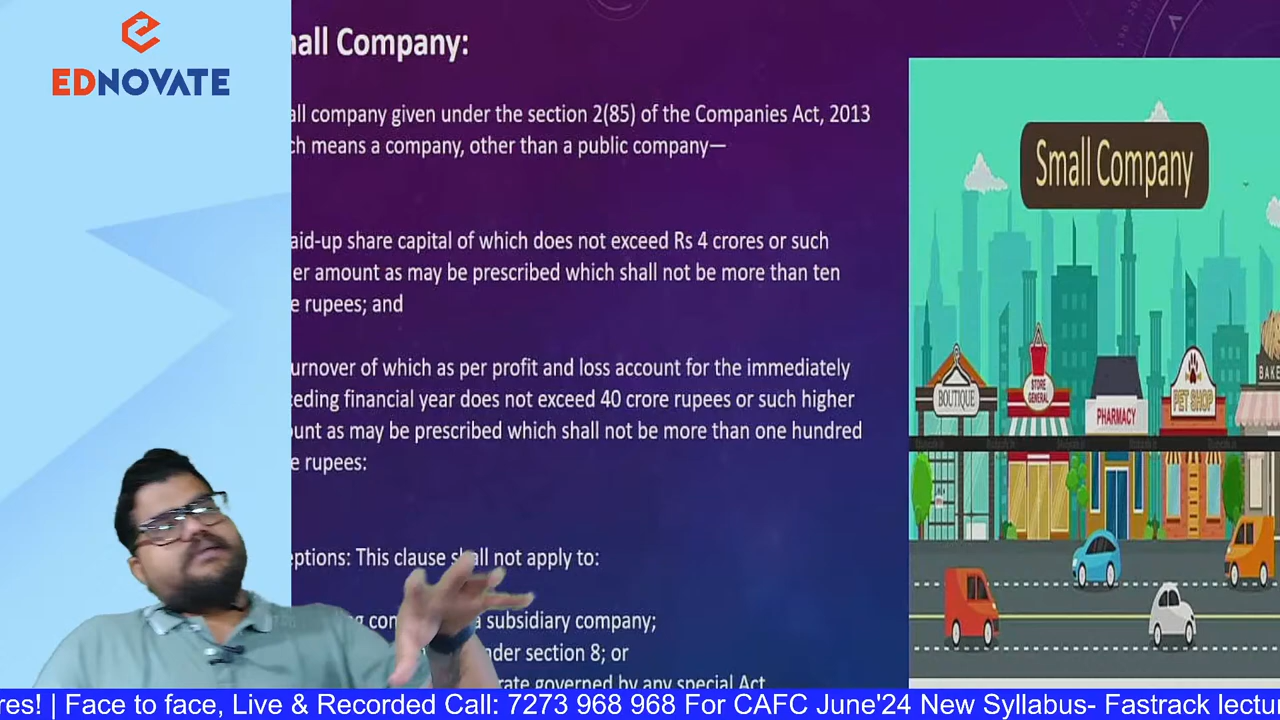 EDNOVATE
all Company:
all company given under the section 2(85) of the Companies Act, 2013
ch means a company, other than a public company—
aid-up share capital of which does not exceed Rs 4 crores or such
er amount as may be prescribed which shall not be more than ten
e rupees; and
urnover of which as per profit and loss account for the immediately
eding financial year does not exceed 40 crore rupees or such higher
unt as may be prescribed which shall not be more than one hundred
e rupees:
eptions: This clause shall not apply to:
a subsidiary company;
nder section 8; or
rate governed by any special Act
Small Company
BOUTIQUE
STORE
GENERAL
PHARMACY
PET SHOP
BAKE
res! | Face to face, Live & Recorded Call: 7273 968 968 For CAFC June'24 New Syllabus- Fastrack lectu